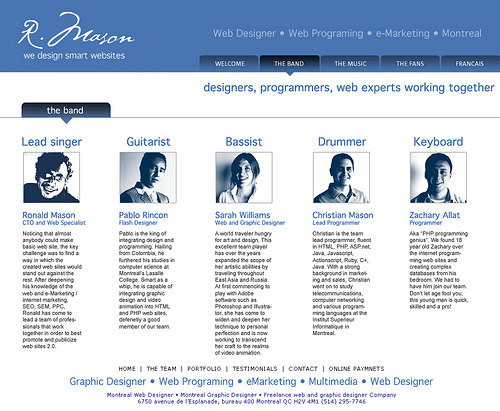 R. Mason
we design smart websites
Web Designer • Web Programing • e-Marketing • Montreal
WELCOME THE BAND THE MUSIC THE FANS FRANCAIS
designers, programmers, web experts working together
the band
Lead singer
Ronald Mason
CTO and Web Specialist
Noticing that almost
anybody could make
basic web site, the key
challenge was to find a
way in which the
created web sites would
stand out against the
rest. After deepening
his knowledge of the
web and e-Marketing /
internet marketing,
SEO, SEM, PPC,
Ronald has come to
lead a team of profes-
sionals that work
together in order to best
promote and publicize
web sites 2.0.
Guitarist
Pablo Rincon
Flash Designer
Pablo is the king of
integrating design and
programming. Hailing
from Colombia, he
furthered his studies in
computer science at
Montreal's Lasalle
College. Smart as a
whip, he is capable of
integrating graphic
design and video
animation into HTML
and PHP web sites,
defenetly a good
member of our team.
Bassist
Sarah Williams
Web and Graphic Designer
A world traveler hungry
for art and design, This
excellent team player
has over the years
expanded the scope of
her artistic abilities by
traveling throughout
East Asia and Russia.
At first commencing to
play with Adobe
software such as
Photoshop and Illustra-
tor, she has come to
widen and deepen her
technique to personal
perfection and is now
working to transcend
her craft to the realms
of video animation.
Drummer
Christian Mason
Lead Programmer
Christian is the team
lead programmer, fluent
in HTML, PHP, ASP.net,
Java, Javascript,
Actionscript, Ruby, C+,
Java. With a strong
background in market-
ing and sales, Christian
went on to study
telecommunications,
computer networking
and various program-
ming languages at the
Institut Superieur
Informatique in
Montreal.
Keyboard
Zachary Allat
Programmer
Aka "PHP programming
genius". We found 18
year old Zachary over
the internet program-
ming web sites and
creating complex
databases from his
bedroom. We had to
have him join our team.
Don't let age fool you;
this young man is quick,
skilled and a pro!
HOME | THE TEAM | PORTFOLIO | TESTIMONIALS | CONTACT | ONLINE PAYMNETS
Graphic Designer • Web Programing • eMarketing • Multimedia • Web Designer
Montreal Web Designer • Montreal Graphic Designer • Freelance web and graphic designer Company
6750 avenue de l'Esplanade, bureau 400 Montreal QC H2V 4M1 (514) 295-7746